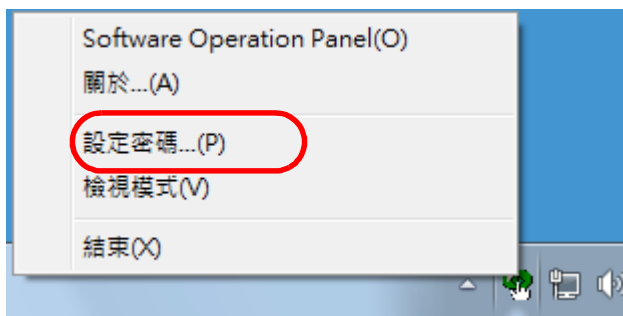 Software Operation Panel(O)
關於...(A)
設定密碼...(P)
檢視模式(V)
結束(X)